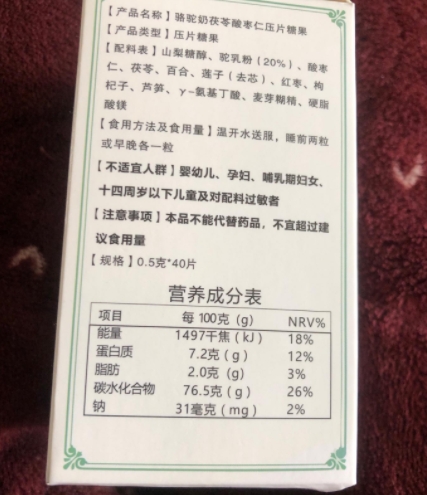 【产品名称】骆驼奶茯苓酸枣仁压片糖果
【产品类型】压片糖果
【配料表】山梨糖醇、驼乳粉（20%）、酸枣
仁、茯苓、百合、莲子（去芯）、红枣、枸
杞子、芦笋、γ-氨基丁酸、麦芽糊精、硬脂
酸镁
【食用方法及食用量】温开水送服，睡前两粒
或早晚各一粒
【不适宜人群】婴幼儿、孕妇、哺乳期妇女、
十四周岁以下儿童及对配料过敏者
【注意事项】本品不能代替药品，不宜超过建
议食用量
【规格】0.5克*40片
营养成分表
项目 每 100克（g） NRV%
能量 1497千焦（kJ） 18%
蛋白质 7.2克（g） 12%
脂肪 2.0克（g） 3%
碳水化合物 76.5克（g） 26%
钠 31毫克（mg） 2%